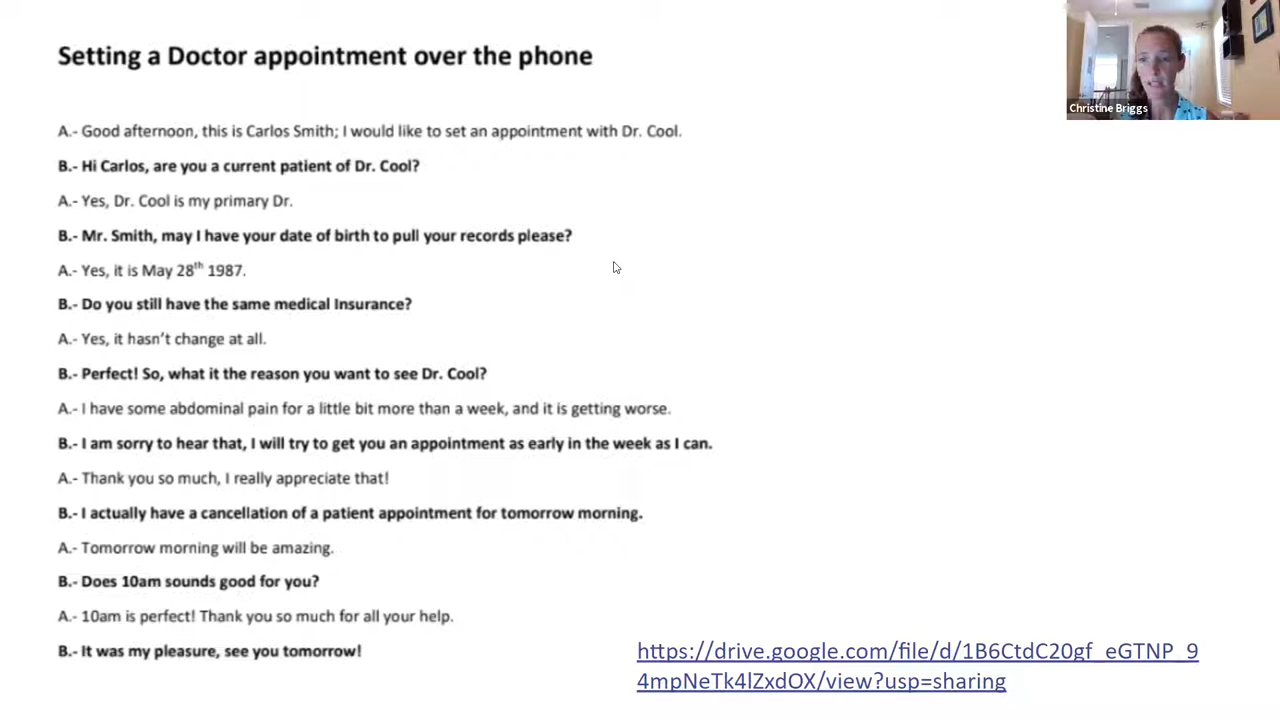 Setting a Doctor appointment over the phone
Christine Briggs
A.- Good afternoon, this is Carlos Smith; I would like to set an appointment with Dr. Cool.
B.- Hi Carlos, are you a current patient of Dr. Cool?
A.- Yes, Dr. Cool is my primary Dr.
B.- Mr. Smith, may I have your date of birth to pull your records please?
A.- Yes, it is May 28th 1987.
B.- Do you still have the same medical Insurance?
A.- Yes, it hasn't change at all.
B.- Perfect! So, what it the reason you want to see Dr. Cool?
A.- I have some abdominal pain for a little bit more than a week, and it is getting worse.
B.- I am sorry to hear that, I will try to get you an appointment as early in the week as I can.
A.- Thank you so much, I really appreciate that!
B.- I actually have a cancellation of a patient appointment for tomorrow morning.
A.- Tomorrow morning will be amazing.
B.- Does 10am sounds good for you?
A.- 10am is perfect! Thank you so much for all your help.
B.- It was my pleasure, see you tomorrow!
https://drive.google.com/file/d/1B6CtdC20gf_eGTNP_9
4mpNeTk4lZxdOX/view?usp=sharing